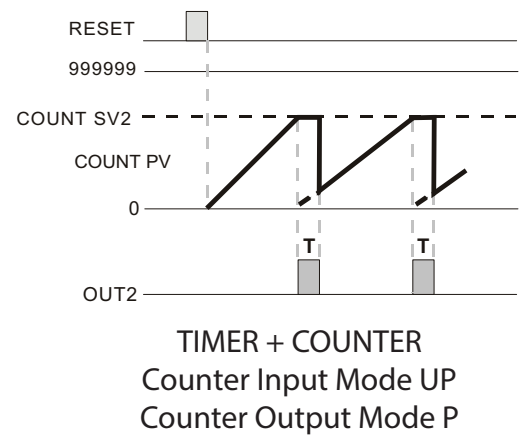 RESET
999999
COUNT SV2
COUNT PV
0
T T
OUT2
TIMER + COUNTER
Counter Input Mode UP
Counter Output Mode P